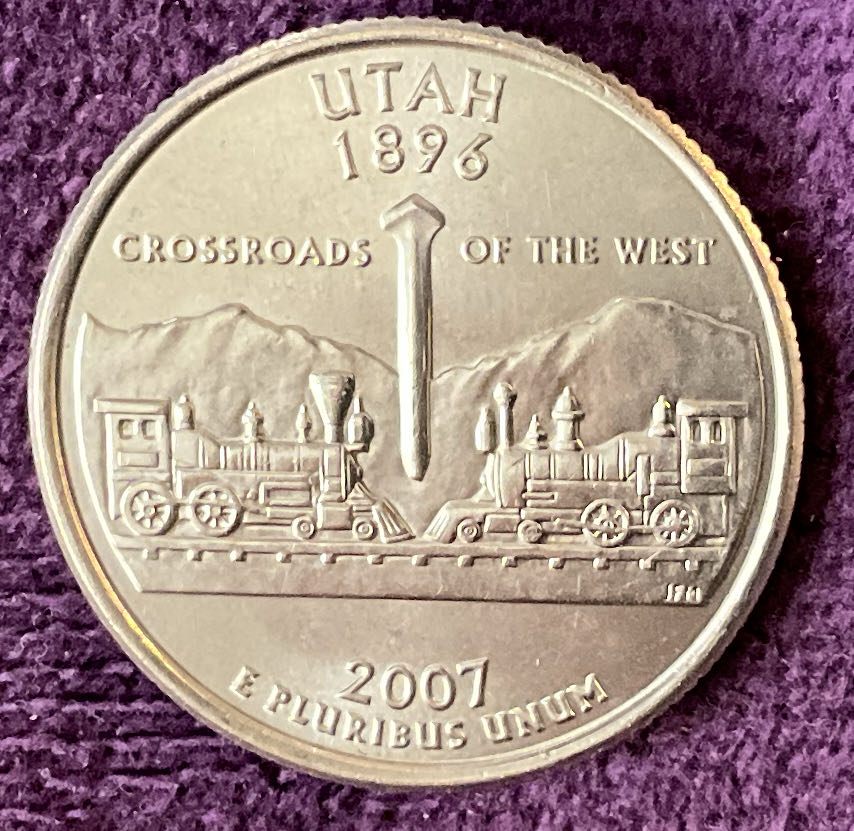 UTAH
1896
CROSSROADS OF THE WEST
JFM
2007
E PLURIBUS UNUM